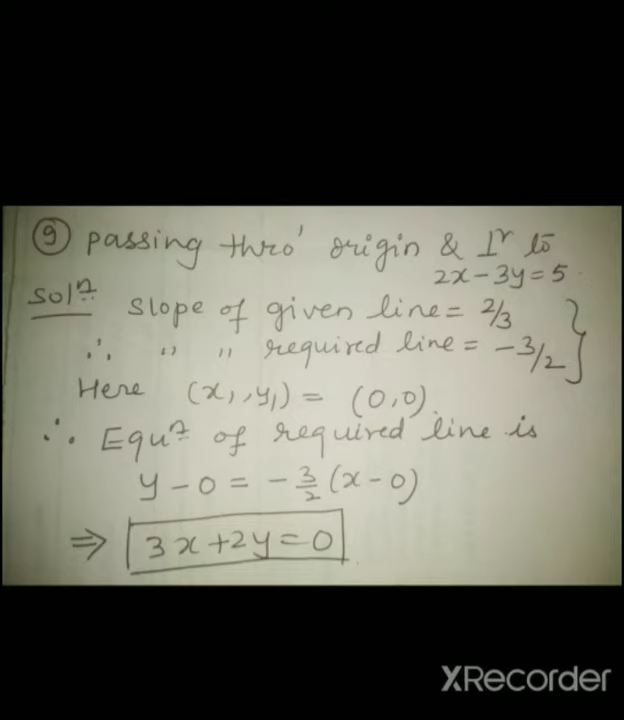 ⑨ passing thro' origin & ⊥r to
2x - 3y = 5
Soln Slope of given line = 2/3
∴ " " required line = -3/2
Here (x₁, y₁) = (0,0)
∴ Equn of required line is
y - 0 = -3/2 (x - 0)
⇒ 3x + 2y = 0
XRecorder